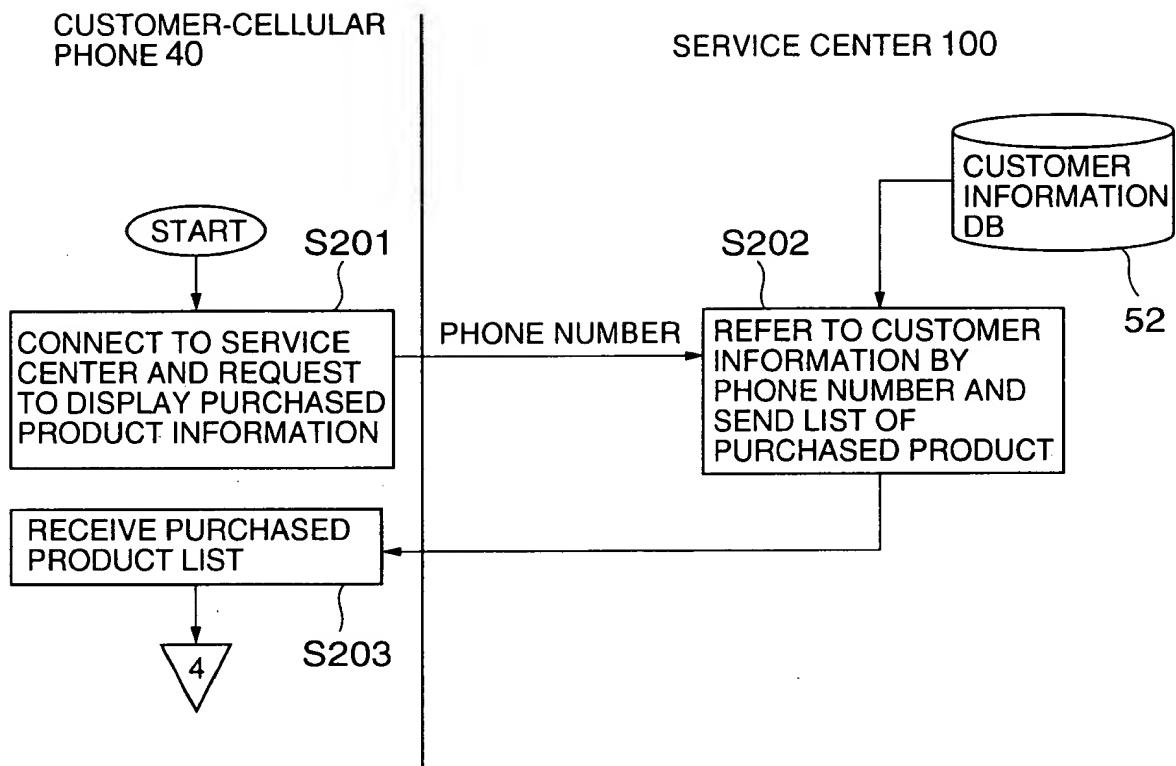 CUSTOMER-CELLULAR
PHONE 40
SERVICE CENTER 100
CUSTOMER
INFORMATION
DB
52
START
S201
CONNECT TO SERVICE
CENTER AND REQUEST
TO DISPLAY PURCHASED
PRODUCT INFORMATION
PHONE NUMBER
S202
REFER TO CUSTOMER
INFORMATION BY
PHONE NUMBER AND
SEND LIST OF
PURCHASED PRODUCT
RECEIVE PURCHASED
PRODUCT LIST
S203
4